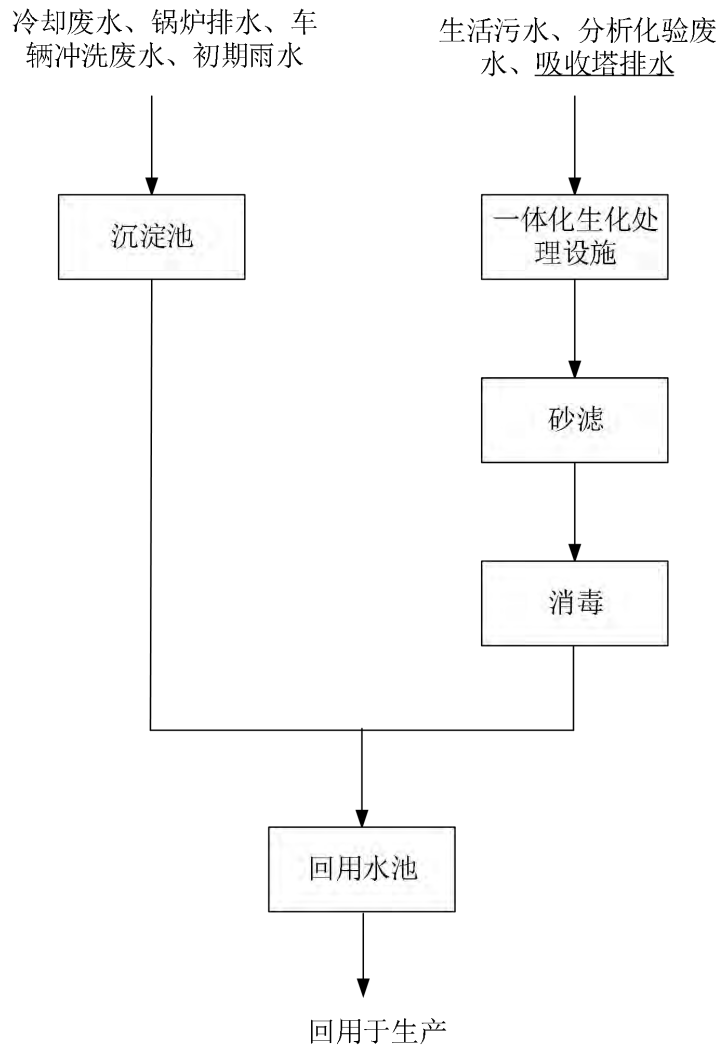 冷却废水、锅炉排水、车
辆冲洗废水、初期雨水
生活污水、分析化验废
水、吸收塔排水
沉淀池
一体化生化处
理设施
砂滤
消毒
回用水池
回用于生产